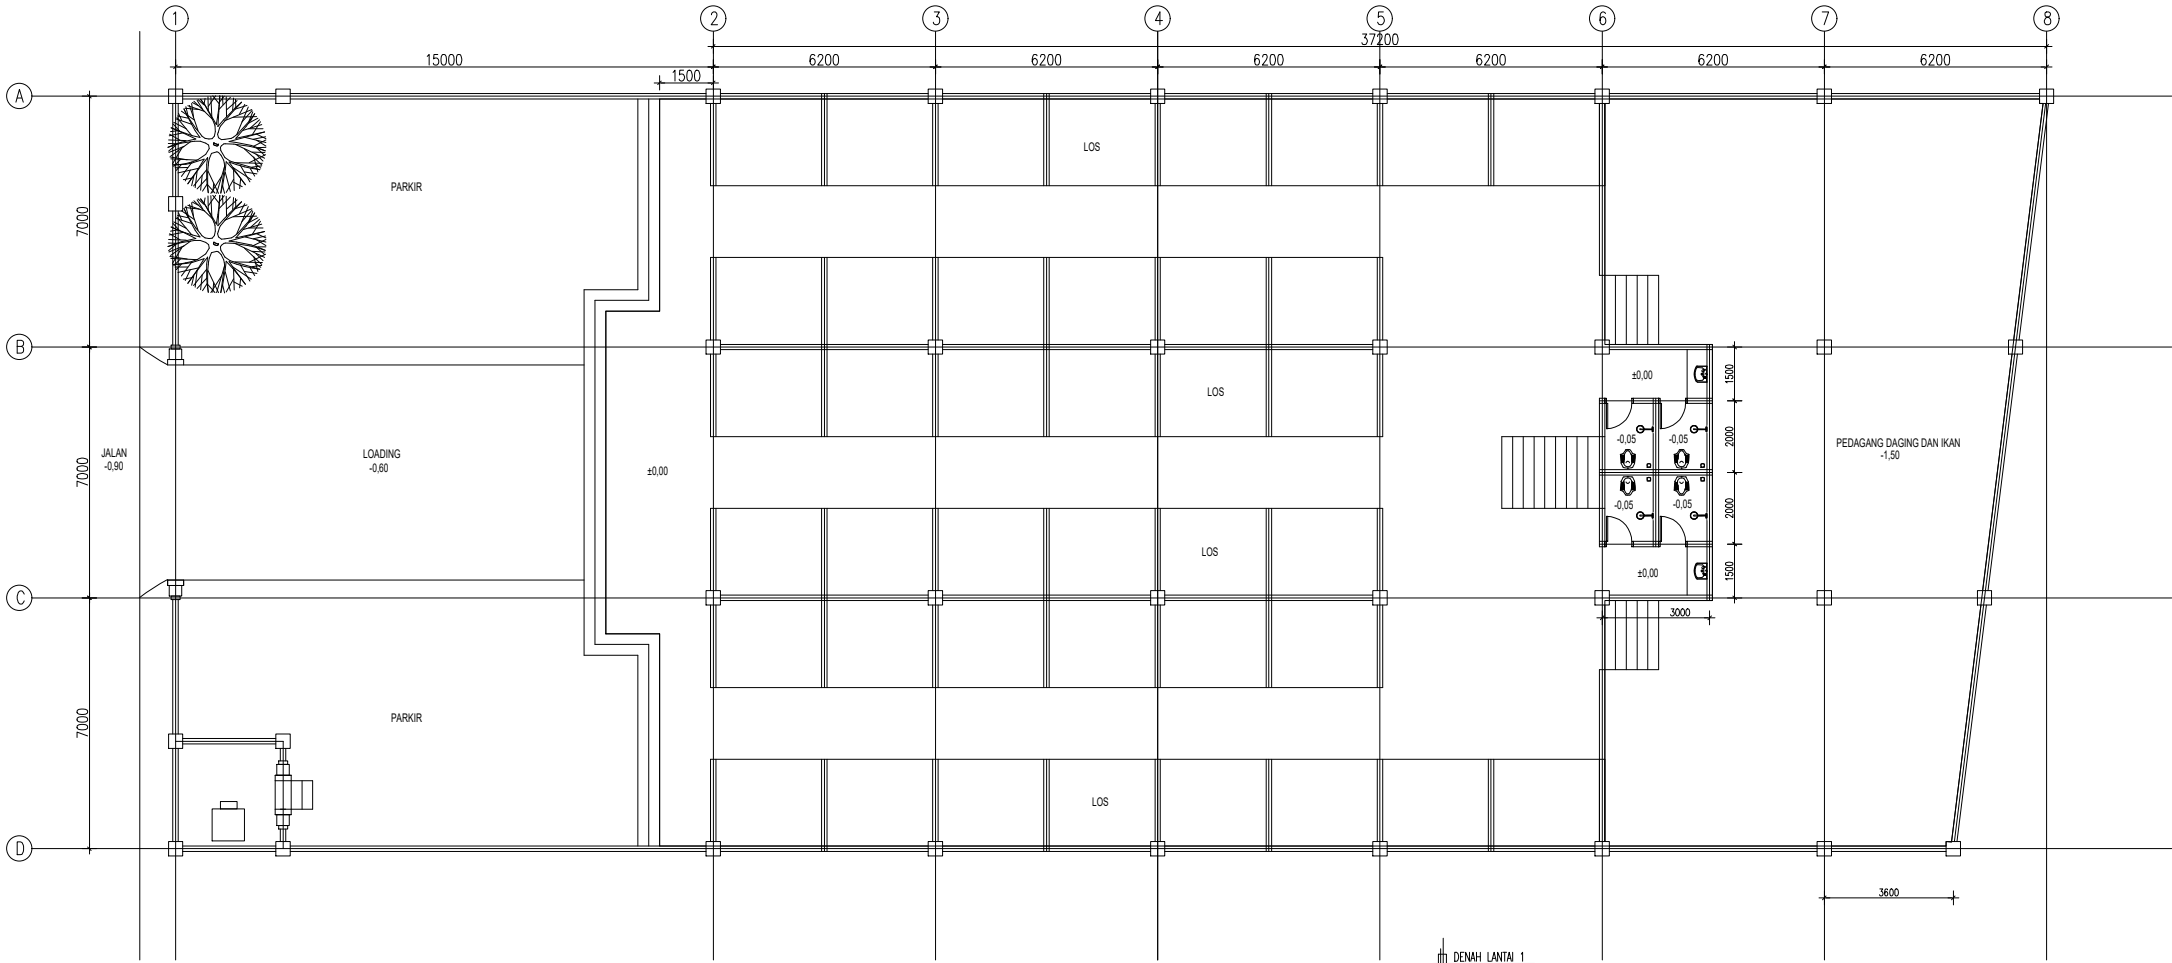 1 2 3 4 5 6 7 8
37200
15000 6200 6200 6200 6200 6200 6200
1500
A
B
C
D
7000
7000
7000
PARKIR
LOS
LOS
LOS
LOS
JALAN
-0,90
LOADING
-0,60
±0,00
PARKIR
±0,00
-0,05 -0,05
-0,05 -0,05
±0,00
1500
2000
2000
1500
3000
PEDAGANG DAGING DAN IKAN
-1,50
3600
DENAH LANTAI 1